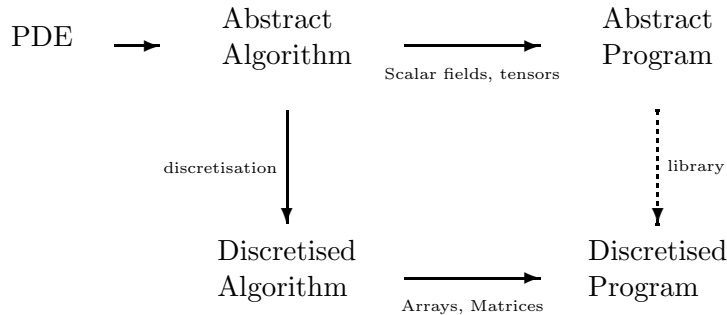 PDE
Abstract
Algorithm
Scalar fields, tensors
Abstract
Program
discretisation
library
Discretised
Algorithm
Arrays, Matrices
Discretised
Program